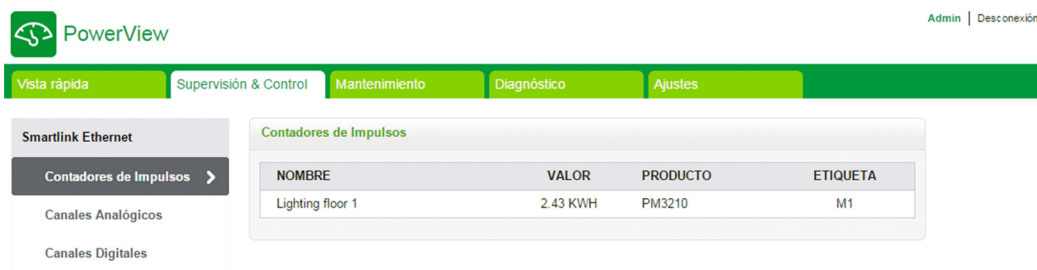 PowerView
Admin | Desconexión
Vista rápida Supervisión & Control Mantenimiento Diagnóstico Ajustes
Smartlink Ethernet
Contadores de Impulsos
Canales Analógicos
Canales Digitales
Contadores de Impulsos
NOMBRE VALOR PRODUCTO ETIQUETA
Lighting floor 1 2.43 KWH PM3210 M1